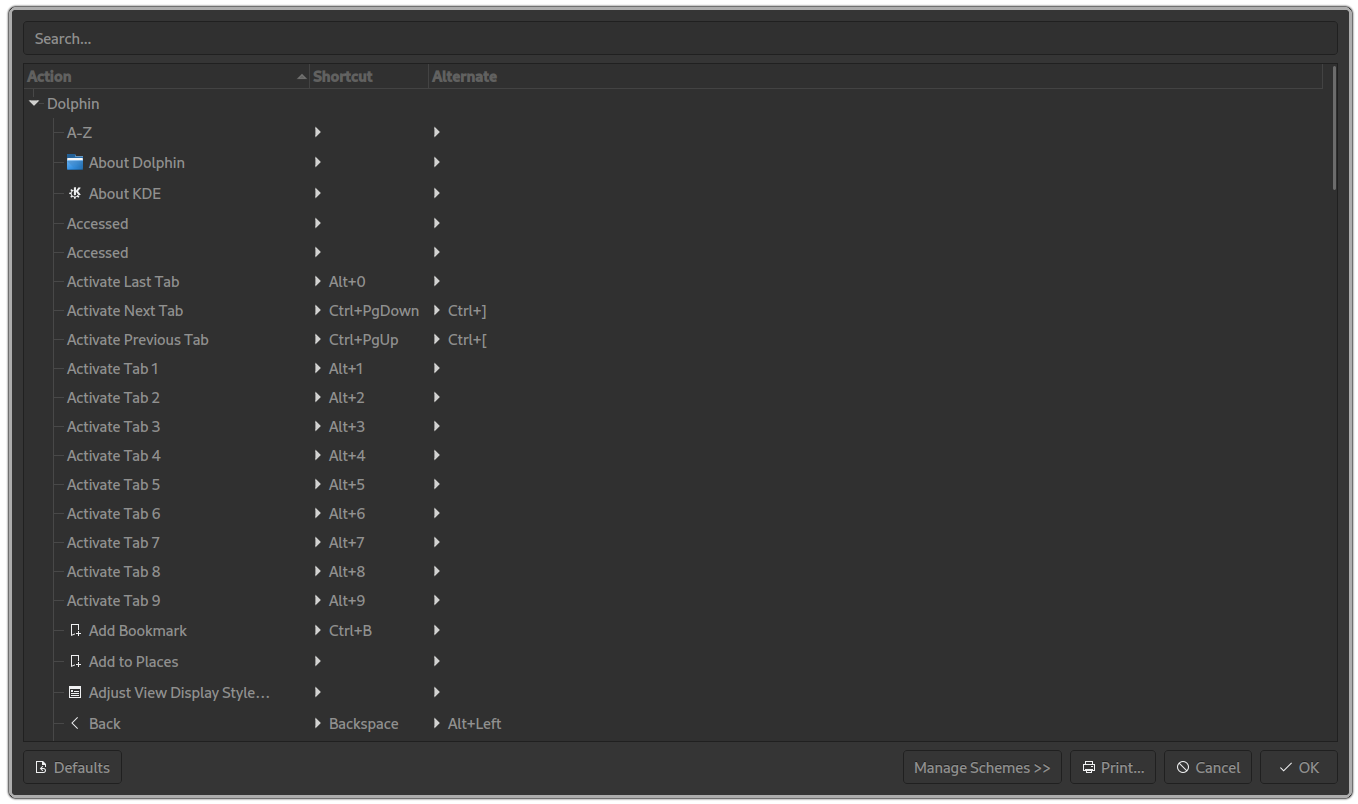 Search...
Action Shortcut Alternate
Dolphin
A-Z
About Dolphin
About KDE
Accessed
Accessed
Activate Last Tab Alt+0
Activate Next Tab Ctrl+PgDown Ctrl+]
Activate Previous Tab Ctrl+PgUp Ctrl+[
Activate Tab 1 Alt+1
Activate Tab 2 Alt+2
Activate Tab 3 Alt+3
Activate Tab 4 Alt+4
Activate Tab 5 Alt+5
Activate Tab 6 Alt+6
Activate Tab 7 Alt+7
Activate Tab 8 Alt+8
Activate Tab 9 Alt+9
Add Bookmark Ctrl+B
Add to Places
Adjust View Display Style...
Back Backspace Alt+Left
Defaults Manage Schemes >> Print... Cancel OK